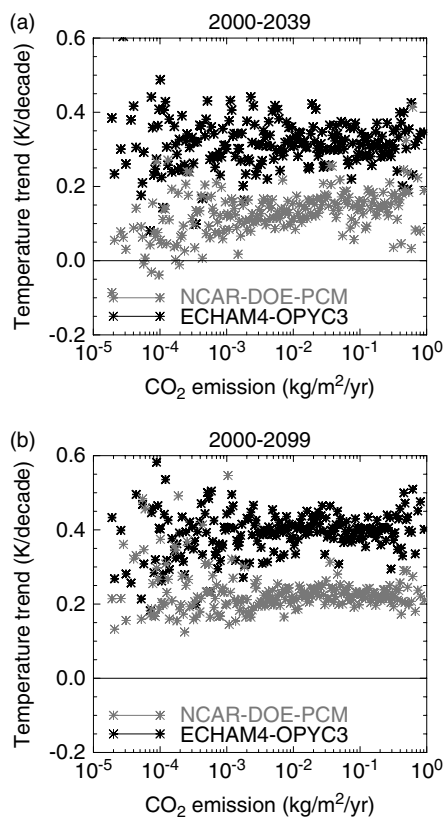 (a) 2000-2039
0.6
0.4
0.2
0.0
-0.2
Temperature trend (K/decade)
NCAR-DOE-PCM
ECHAM4-OPYC3
10⁻⁵ 10⁻⁴ 10⁻³ 10⁻² 10⁻¹ 10⁰
CO₂ emission (kg/m²/yr)
(b) 2000-2099
0.6
0.4
0.2
0.0
-0.2
Temperature trend (K/decade)
NCAR-DOE-PCM
ECHAM4-OPYC3
10⁻⁵ 10⁻⁴ 10⁻³ 10⁻² 10⁻¹ 10⁰
CO₂ emission (kg/m²/yr)